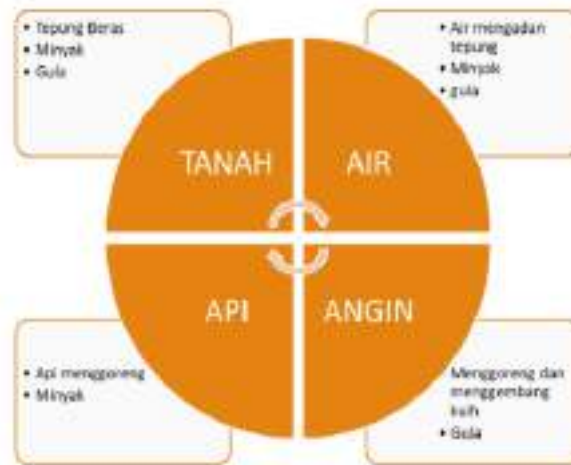 • Tepung Beras
• Minyak
• Gula
• Air mengadun
tepung
• Minyak
• gula
TANAH
AIR
API
ANGIN
• Api menggoreng
• Minyak
Menggoreng dan
menggembang
kuih
• Gula